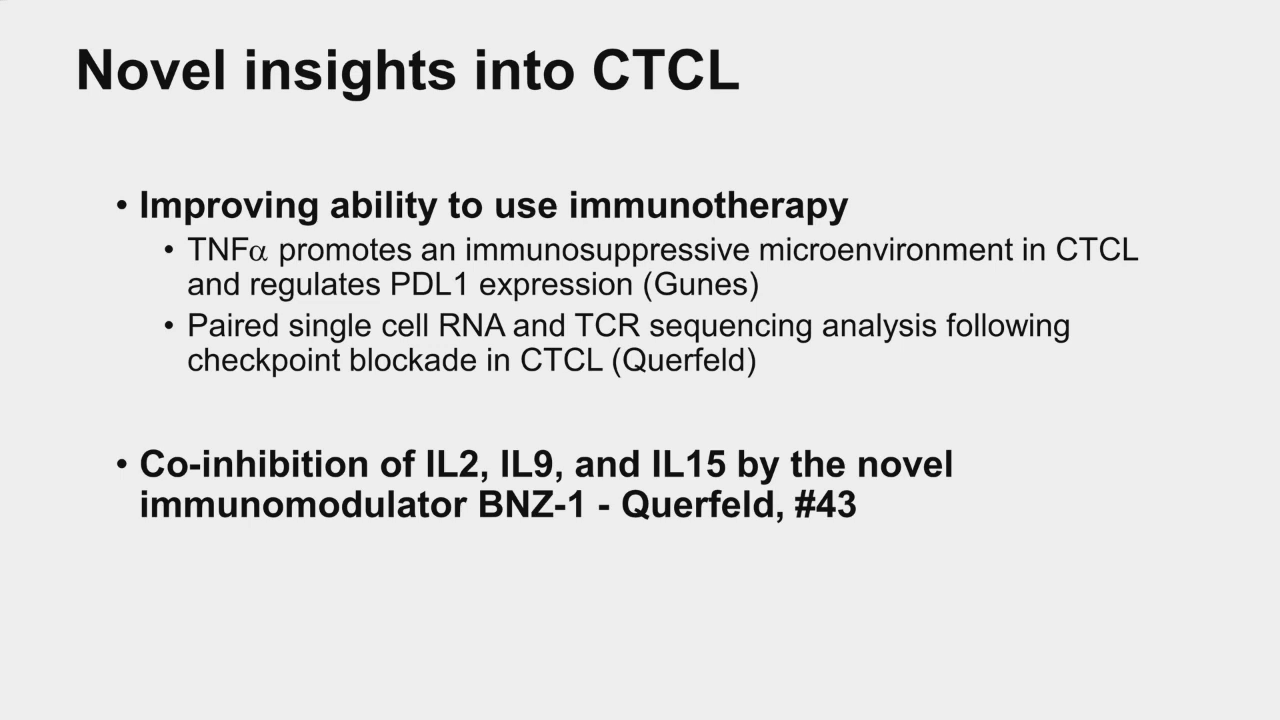 Novel insights into CTCL
• Improving ability to use immunotherapy
• TNFα promotes an immunosuppressive microenvironment in CTCL
and regulates PDL1 expression (Gunes)
• Paired single cell RNA and TCR sequencing analysis following
checkpoint blockade in CTCL (Querfeld)
• Co-inhibition of IL2, IL9, and IL15 by the novel
immunomodulator BNZ-1 - Querfeld, #43